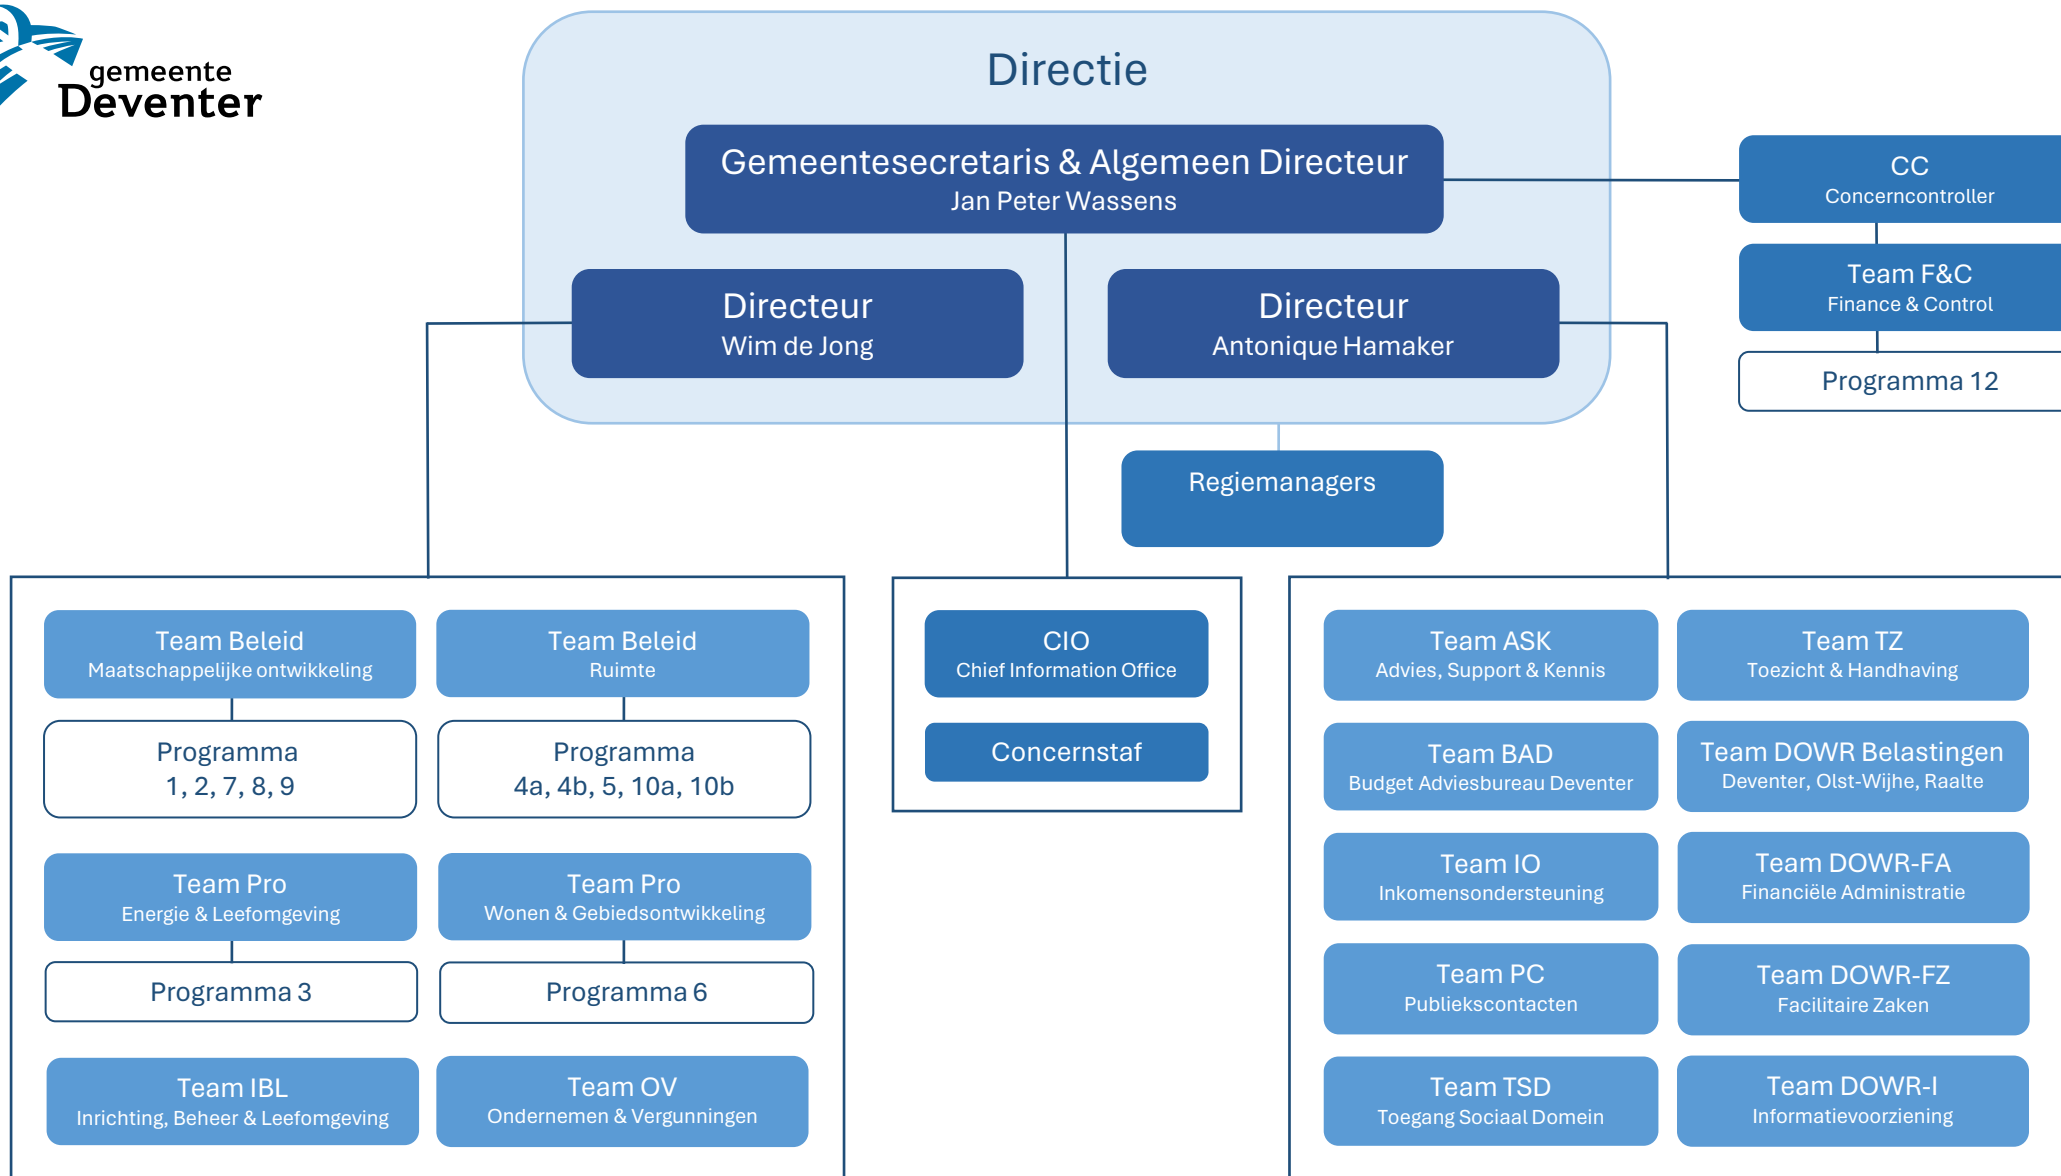 gemeente
Deventer
Directie
Gemeentesecretaris & Algemeen Directeur
Jan Peter Wassens
Directeur
Wim de Jong
Directeur
Antonique Hamaker
CC
Concerncontroller
Team F&C
Finance & Control
Programma 12
Regiemanagers
Team Beleid
Maatschappelijke ontwikkeling
Programma
1, 2, 7, 8, 9
Team Beleid
Ruimte
Programma
4a, 4b, 5, 10a, 10b
Team Pro
Energie & Leefomgeving
Programma 3
Team Pro
Wonen & Gebiedsontwikkeling
Programma 6
Team IBL
Inrichting, Beheer & Leefomgeving
Team OV
Ondernemen & Vergunningen
CIO
Chief Information Office
Concernstaf
Team ASK
Advies, Support & Kennis
Team BAD
Budget Adviesbureau Deventer
Team IO
Inkomensondersteuning
Team PC
Publiekscontacten
Team TSD
Toegang Sociaal Domein
Team TZ
Toezicht & Handhaving
Team DOWR Belastingen
Deventer, Olst-Wijhe, Raalte
Team DOWR-FA
Financiële Administratie
Team DOWR-FZ
Facilitaire Zaken
Team DOWR-I
Informatievoorziening